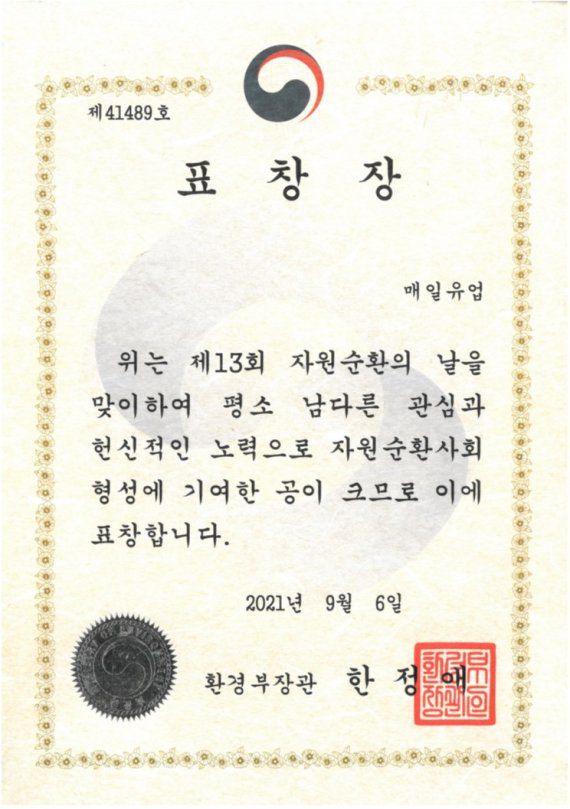 제41489호
표 창 장
매일유업
위는 제13회 자원순환의 날을
맞이하여 평소 남다른 관심과
헌신적인 노력으로 자원순환사회
형성에 기여한 공이 크므로 이에
표창합니다.
2021년 9월 6일
환경부장관 한정애